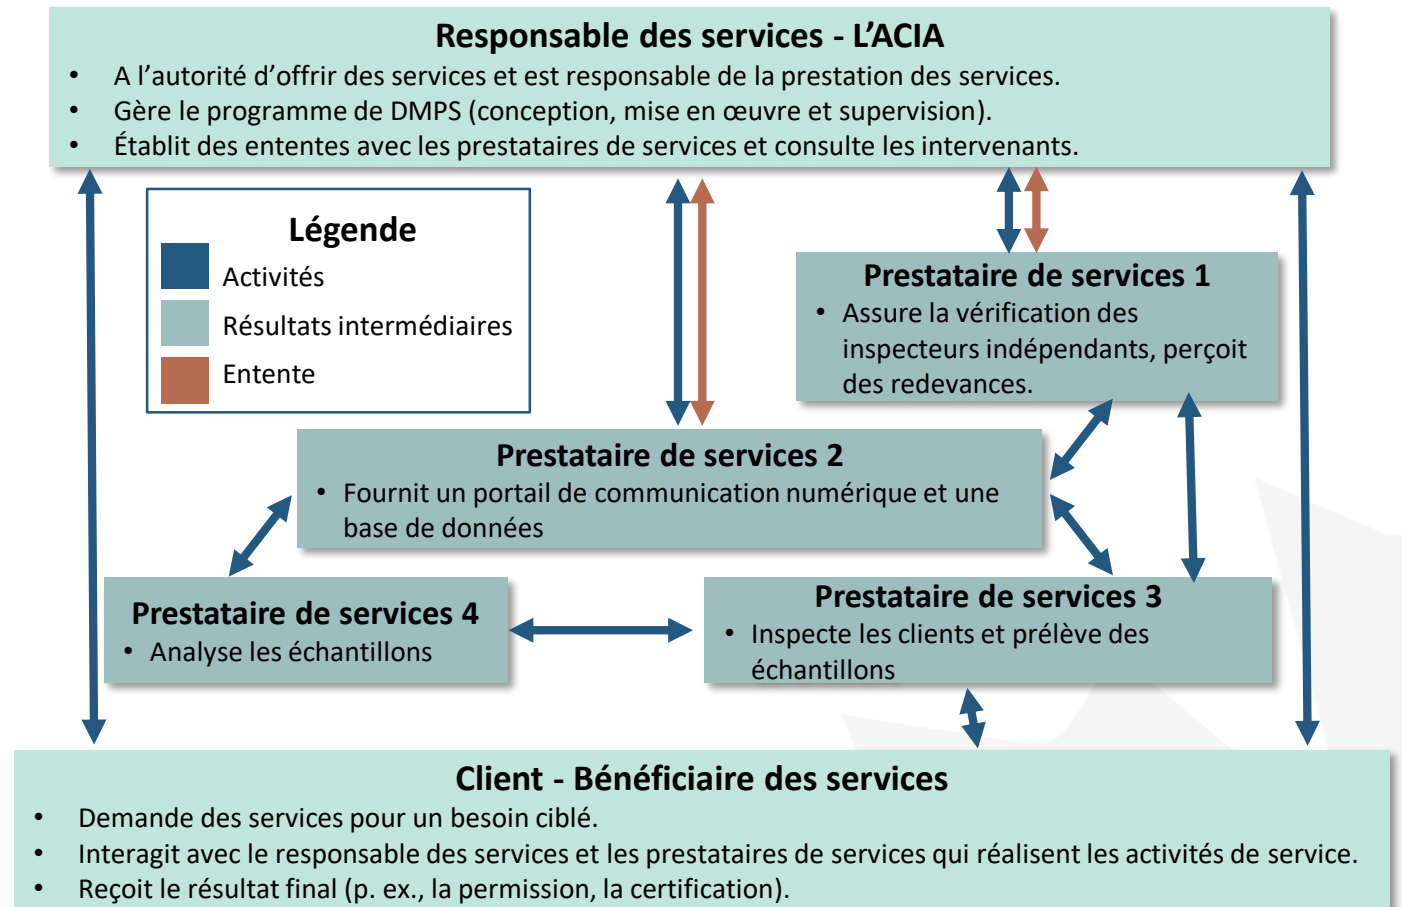 Responsable des services - L’ACIA
• A l’autorité d’offrir des services et est responsable de la prestation des services.
• Gère le programme de DMPS (conception, mise en œuvre et supervision).
• Établit des ententes avec les prestataires de services et consulte les intervenants.
Légende
Activités
Résultats intermédiaires
Entente
Prestataire de services 1
• Assure la vérification des
inspecteurs indépendants, perçoit
des redevances.
Prestataire de services 2
• Fournit un portail de communication numérique et une
base de données
Prestataire de services 4
• Analyse les échantillons
Prestataire de services 3
• Inspecte les clients et prélève des
échantillons
Client - Bénéficiaire des services
• Demande des services pour un besoin ciblé.
• Interagit avec le responsable des services et les prestataires de services qui réalisent les activités de service.
• Reçoit le résultat final (p. ex., la permission, la certification).